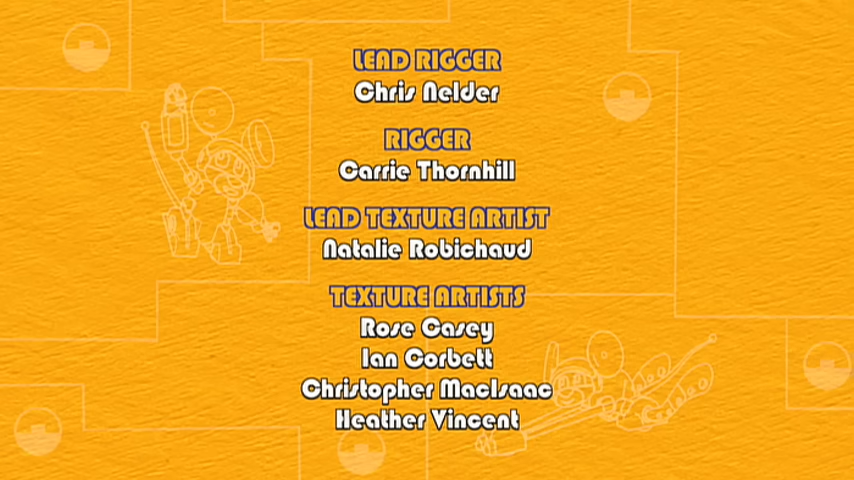 LEAD RIGGER
Chris Nelder
RIGGER
Carrie Thornhill
LEAD TEXTURE ARTIST
Natalie Robichaud
TEXTURE ARTISTS
Rose Casey
Ian Corbett
Christopher MacIsaac
Heather Vincent